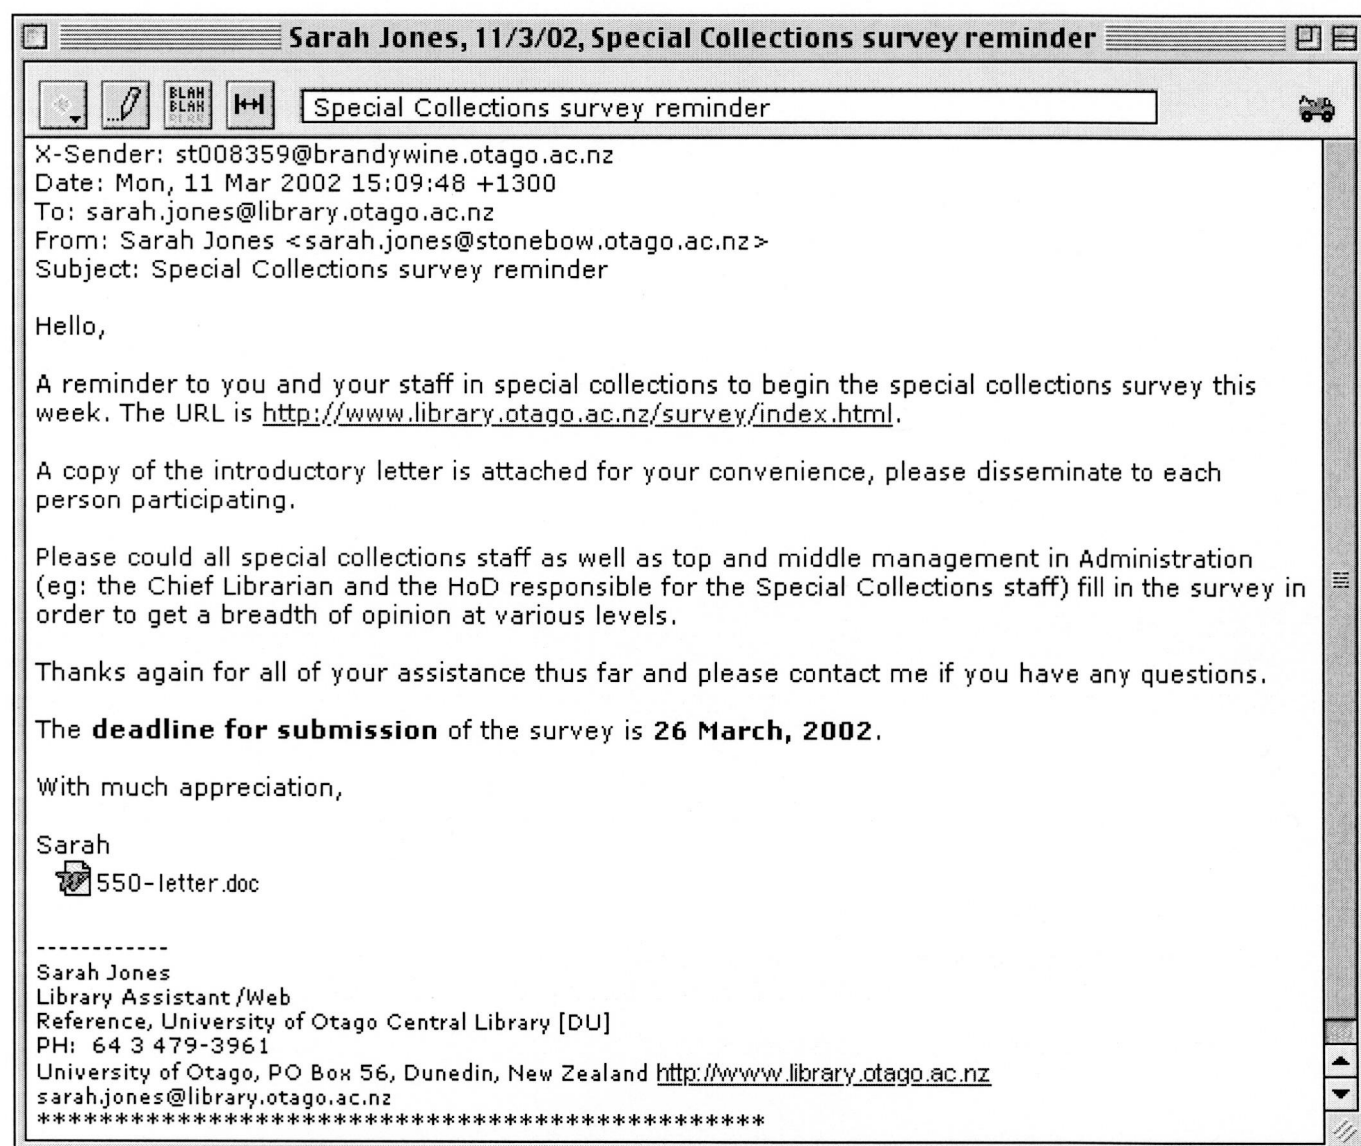 Sarah Jones, 11/3/02, Special Collections survey reminder
BLAH
BLAH
BLAH
Special Collections survey reminder
X-Sender: st008359@brandywine.otago.ac.nz
Date: Mon, 11 Mar 2002 15:09:48 +1300
To: sarah.jones@library.otago.ac.nz
From: Sarah Jones <sarah.jones@stonebow.otago.ac.nz>
Subject: Special Collections survey reminder
Hello,
A reminder to you and your staff in special collections to begin the special collections survey this
week. The URL is http://www.library.otago.ac.nz/survey/index.html.
A copy of the introductory letter is attached for your convenience, please disseminate to each
person participating.
Please could all special collections staff as well as top and middle management in Administration
(eg: the Chief Librarian and the HoD responsible for the Special Collections staff) fill in the survey in
order to get a breadth of opinion at various levels.
Thanks again for all of your assistance thus far and please contact me if you have any questions.
The deadline for submission of the survey is 26 March, 2002.
With much appreciation,
Sarah
550-letter.doc
------------
Sarah Jones
Library Assistant/Web
Reference, University of Otago Central Library [DU]
PH: 64 3 479-3961
University of Otago, PO Box 56, Dunedin, New Zealand http://www.library.otago.ac.nz
sarah.jones@library.otago.ac.nz
***********************************************